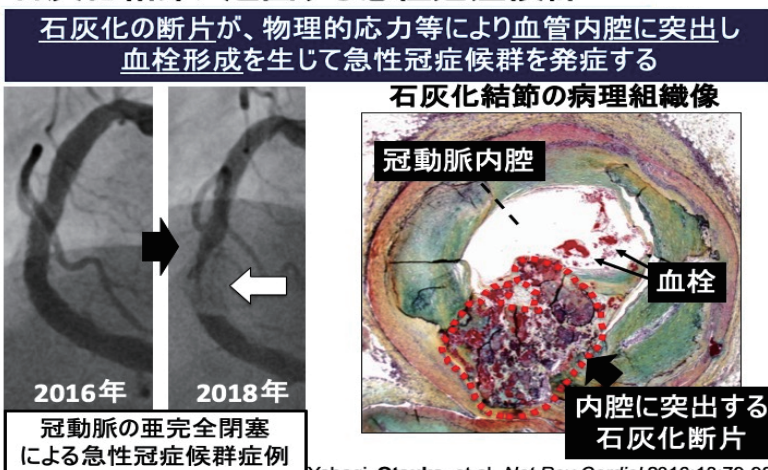 石灰化の断片が、物理的応力等により血管内腔に突出し
血栓形成を生じて急性冠症候群を発症する
石灰化結節の病理組織像
冠動脈内腔
血栓
2016年
2018年
内腔に突出する
石灰化断片
冠動脈の亜完全閉塞
による急性冠症候群症例